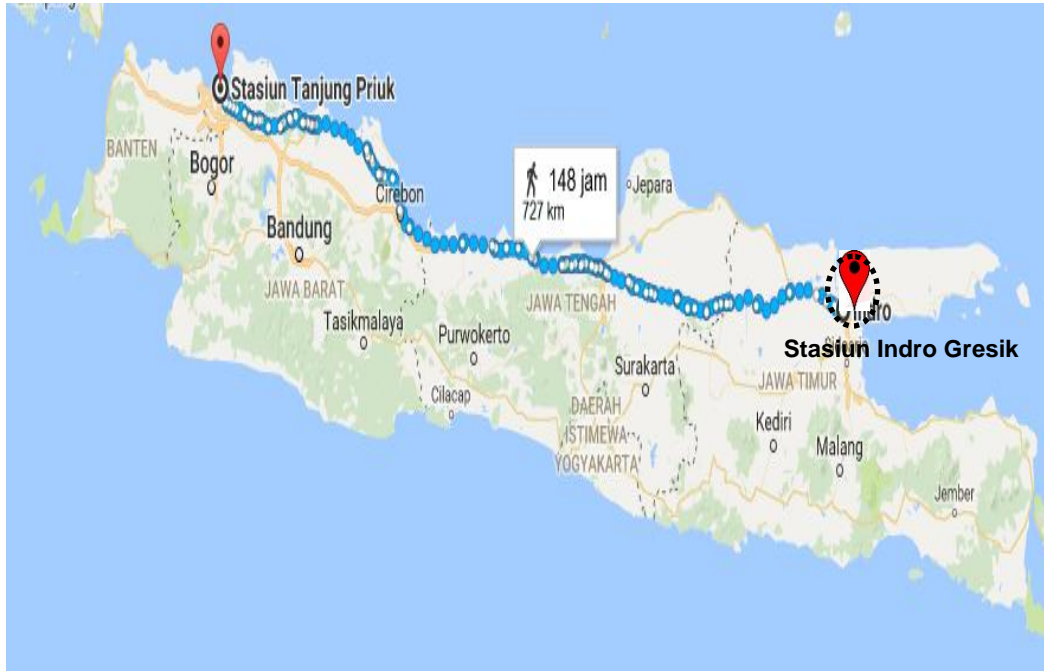 Stasiun Tanjung Priuk
BANTEN
Bogor
Cirebon
148 jam
727 km
Jepara
Bandung
JAWA BARAT
JAWA TENGAH
Stasiun Indro Gresik
Tasikmalaya
Purwokerto
Surakarta
JAWA TIMUR
Cilacap
DAERAH
ISTIMEWA
YOGYAKARTA
Kediri
Malang
Jember